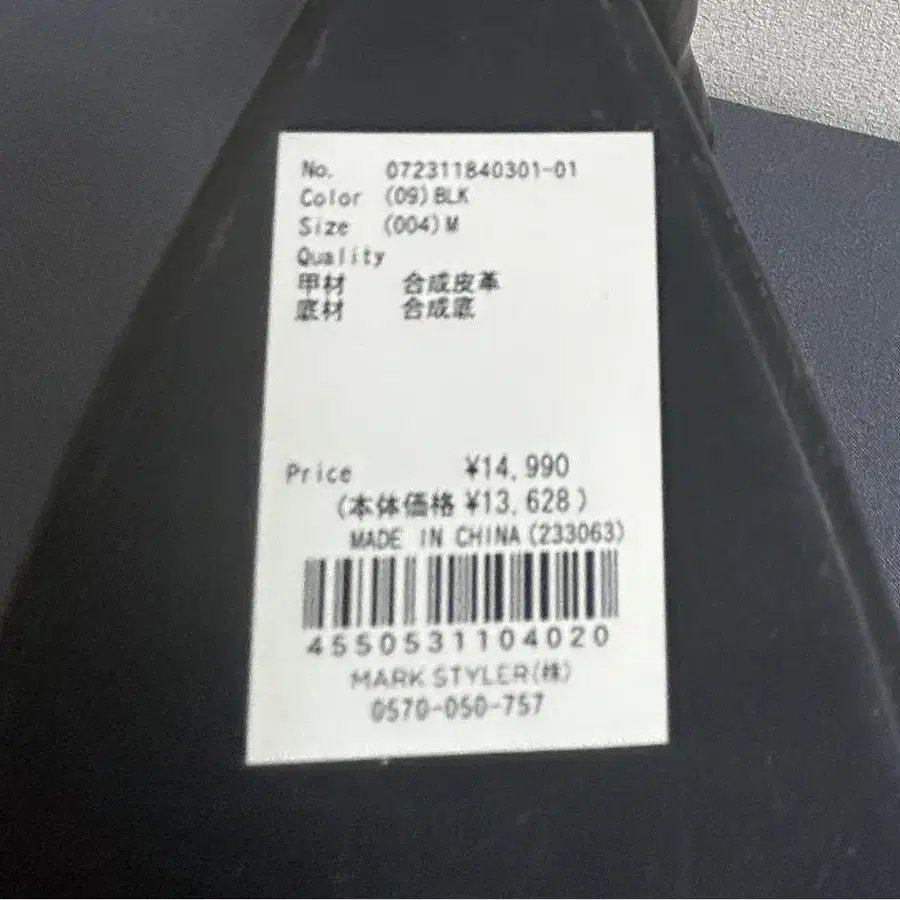 No. 072311840301-01
Color (09)BLK
Size (004)M
Quality
甲材 合成皮革
底材 合成底
Price ¥14,990
(本体価格 ¥13,628)
MADE IN CHINA(233063)
4550531104020
MARK STYLER(株)
0570-050-757